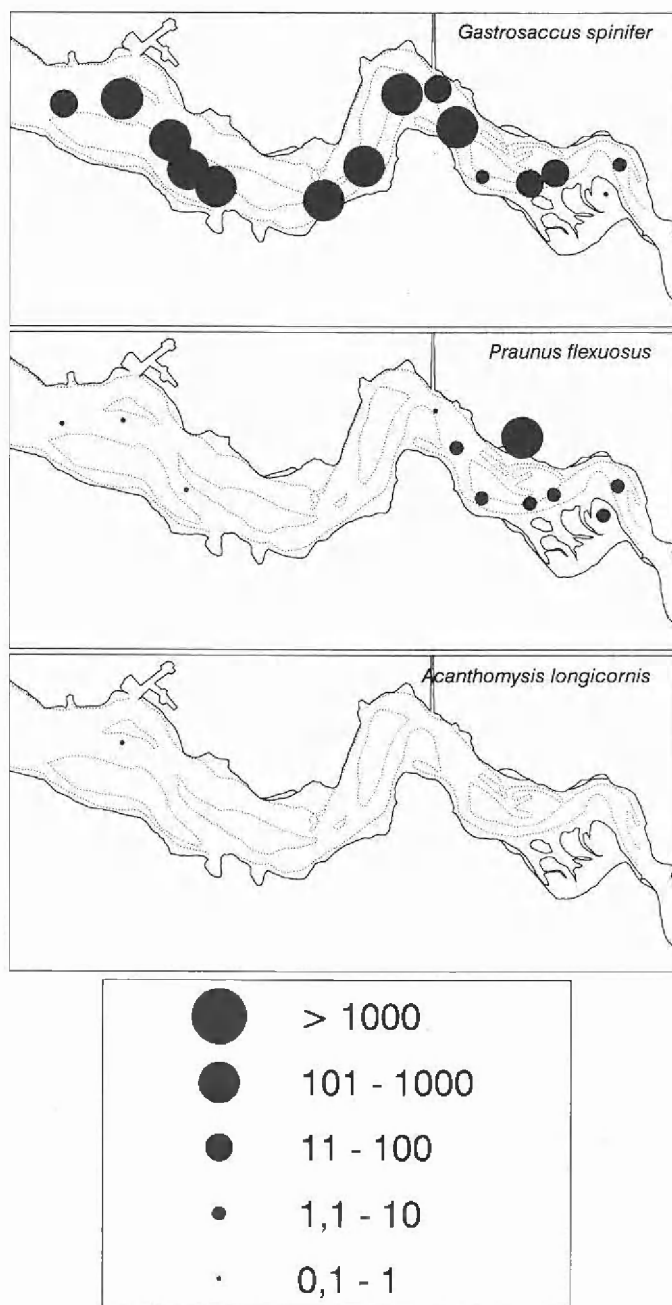 Gastrosaccus spinifer
Praunus flexuosus
Acanthomysis longicornis
> 1000
101 - 1000
11 - 100
1,1 - 10
0,1 - 1